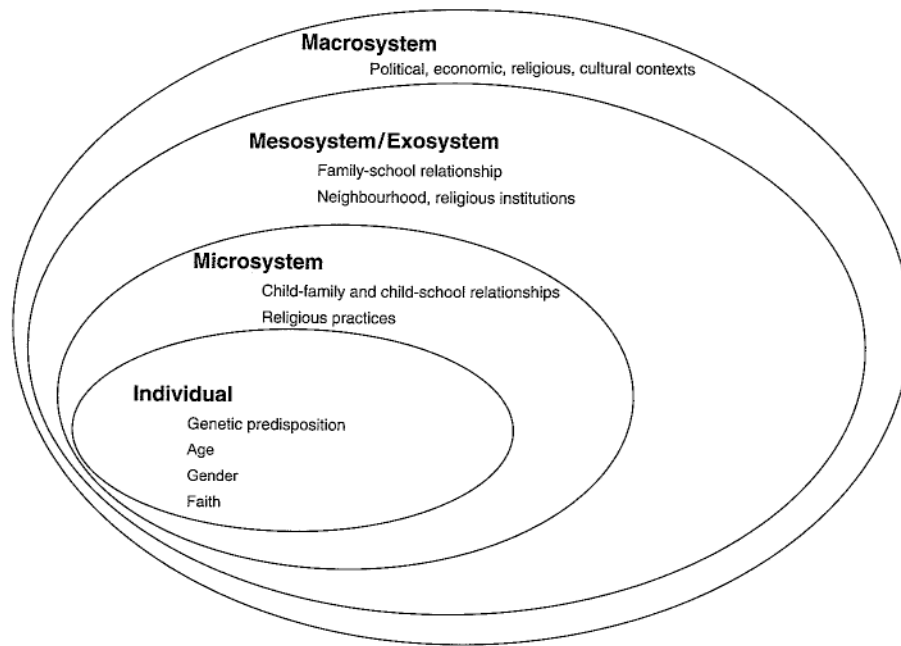 Macrosystem
Political, economic, religious, cultural contexts
Mesosystem/Exosystem
Family-school relationship
Neighbourhood, religious institutions
Microsystem
Child-family and child-school relationships
Religious practices
Individual
Genetic predisposition
Age
Gender
Faith